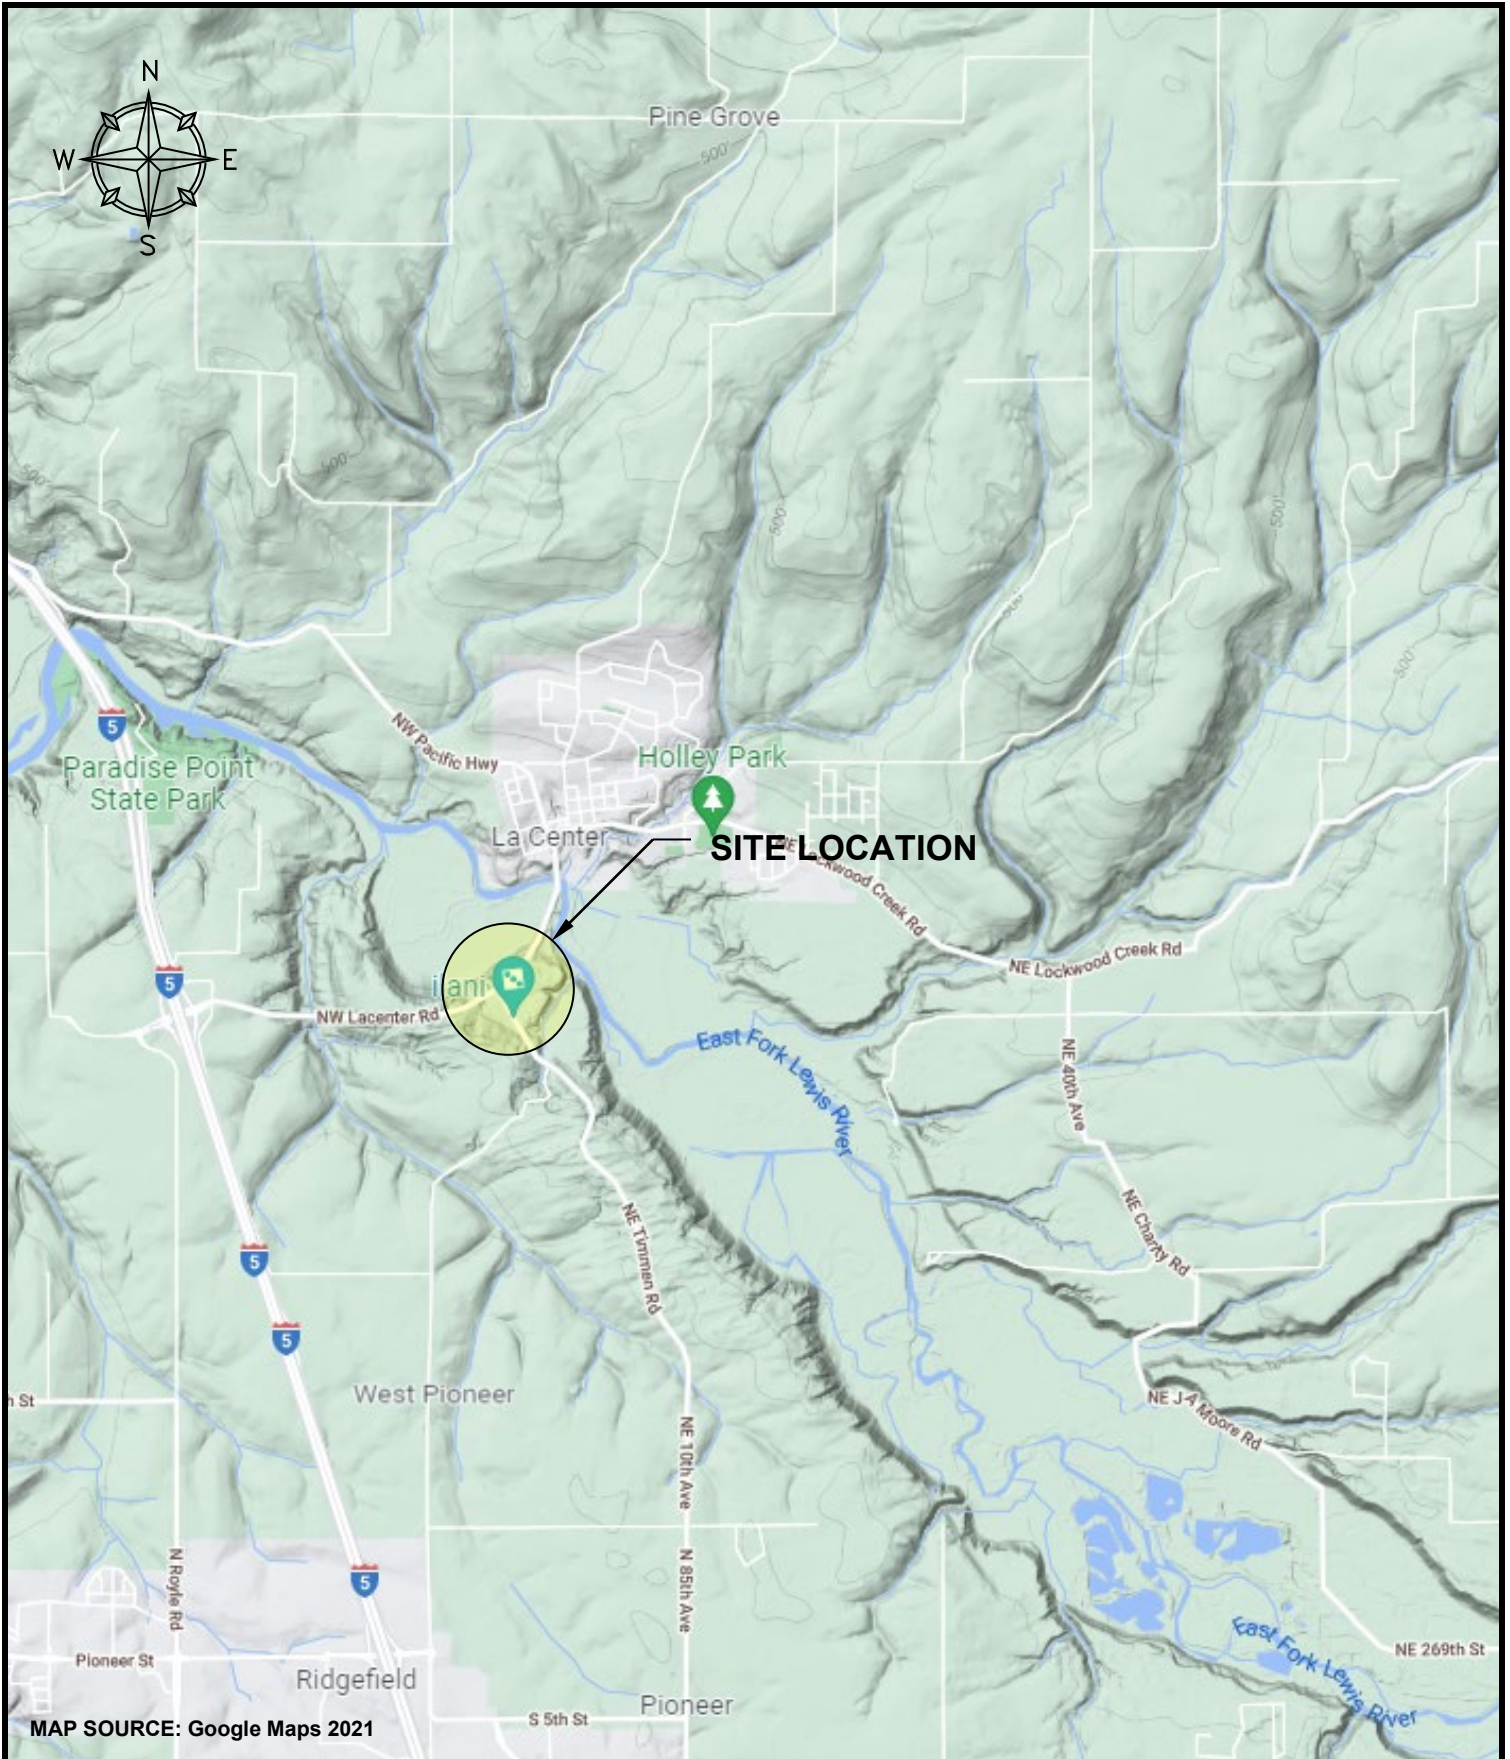 N
W
E
S
Pine Grove
500'
500'
500'
500'
500'
500'
500'
5
NW Pacific Hwy
Paradise Point
State Park
Holley Park
La Center
SITE LOCATION
NE Lockwood Creek Rd
NE Lockwood Creek Rd
5
ilani
NW Lacenter Rd
East Fork Lewis River
NE 40th Ave
NE Charity Rd
NE Timmen Rd
5
5
West Pioneer
h St
NE J A Moore Rd
NE 10th Ave
N Royle Rd
5
N 85th Ave
East Fork Lewis River
NE 269th St
Pioneer St
Ridgefield
Pioneer
S 5th St
MAP SOURCE: Google Maps 2021